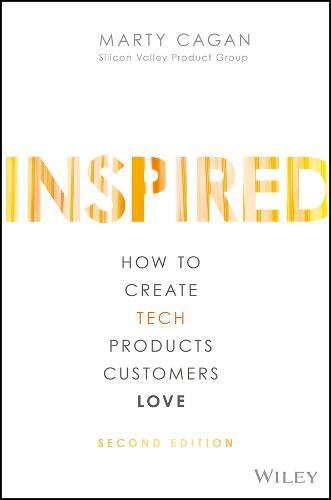 MARTY CAGAN
Silicon Valley Product Group
INSPIRED
HOW TO
CREATE
TECH
PRODUCTS
CUSTOMERS
LOVE
SECOND EDITION
WILEY